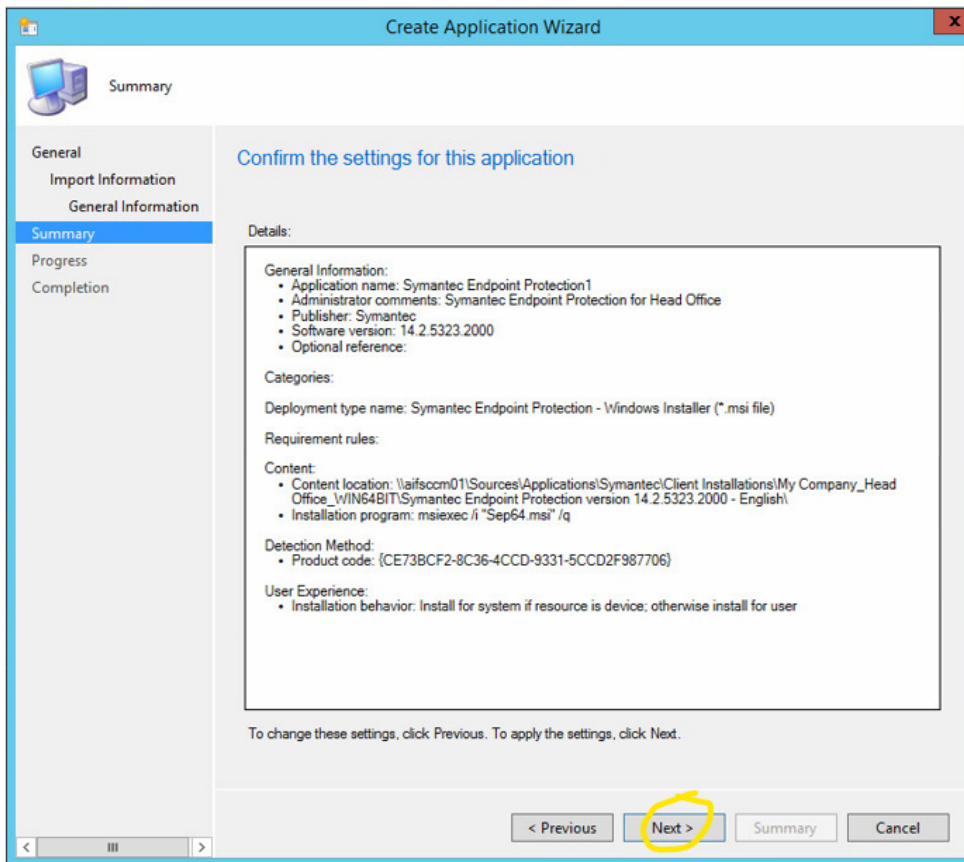 Create Application Wizard
x
Summary
General
Import Information
General Information
Summary
Progress
Completion
Confirm the settings for this application
Details:
General Information:
• Application name: Symantec Endpoint Protection1
• Administrator comments: Symantec Endpoint Protection for Head Office
• Publisher: Symantec
• Software version: 14.2.5323.2000
• Optional reference:
Categories:
Deployment type name: Symantec Endpoint Protection - Windows Installer (*.msi file)
Requirement rules:
Content:
• Content location: \\aifsccm01\Sources\Applications\Symantec\Client Installations\My Company_Head
Office_WIN64BIT\Symantec Endpoint Protection version 14.2.5323.2000 - English\
• Installation program: msiexec /i "Sep64.msi" /q
Detection Method:
• Product code: {CE73BCF2-8C36-4CCD-9331-5CCD2F987706}
User Experience:
• Installation behavior: Install for system if resource is device; otherwise install for user
To change these settings, click Previous. To apply the settings, click Next.
< Previous
Next >
Summary
Cancel